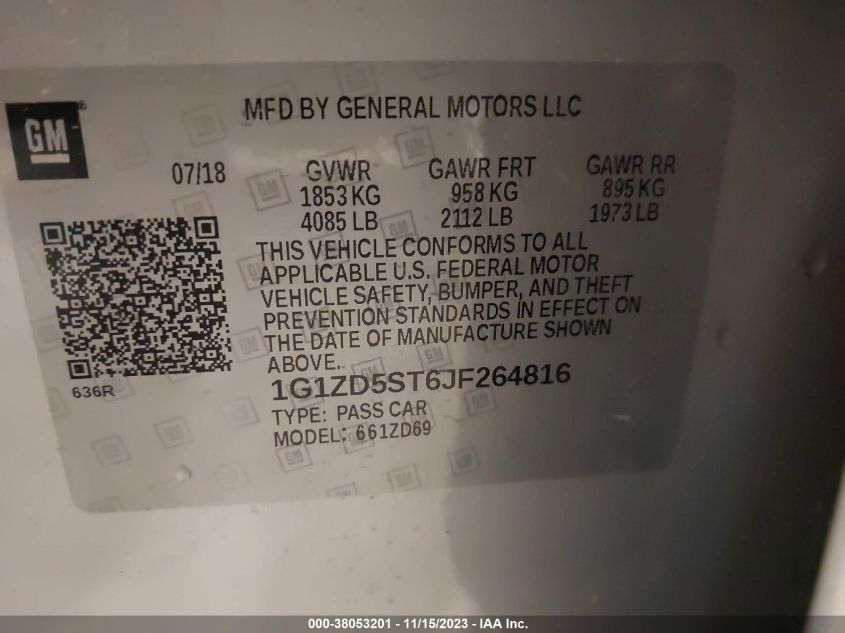 GM
MFD BY GENERAL MOTORS LLC
07/18 GVWR GAWR FRT GAWR RR
1853 KG 958 KG 895 KG
4085 LB 2112 LB 1973 LB
THIS VEHICLE CONFORMS TO ALL
APPLICABLE U.S. FEDERAL MOTOR
VEHICLE SAFETY, BUMPER, AND THEFT
PREVENTION STANDARDS IN EFFECT ON
THE DATE OF MANUFACTURE SHOWN
ABOVE.
636R
1G1ZD5ST6JF264816
TYPE: PASS CAR
MODEL: 661ZD69
000-38053201 - 11/15/2023 - IAA Inc.